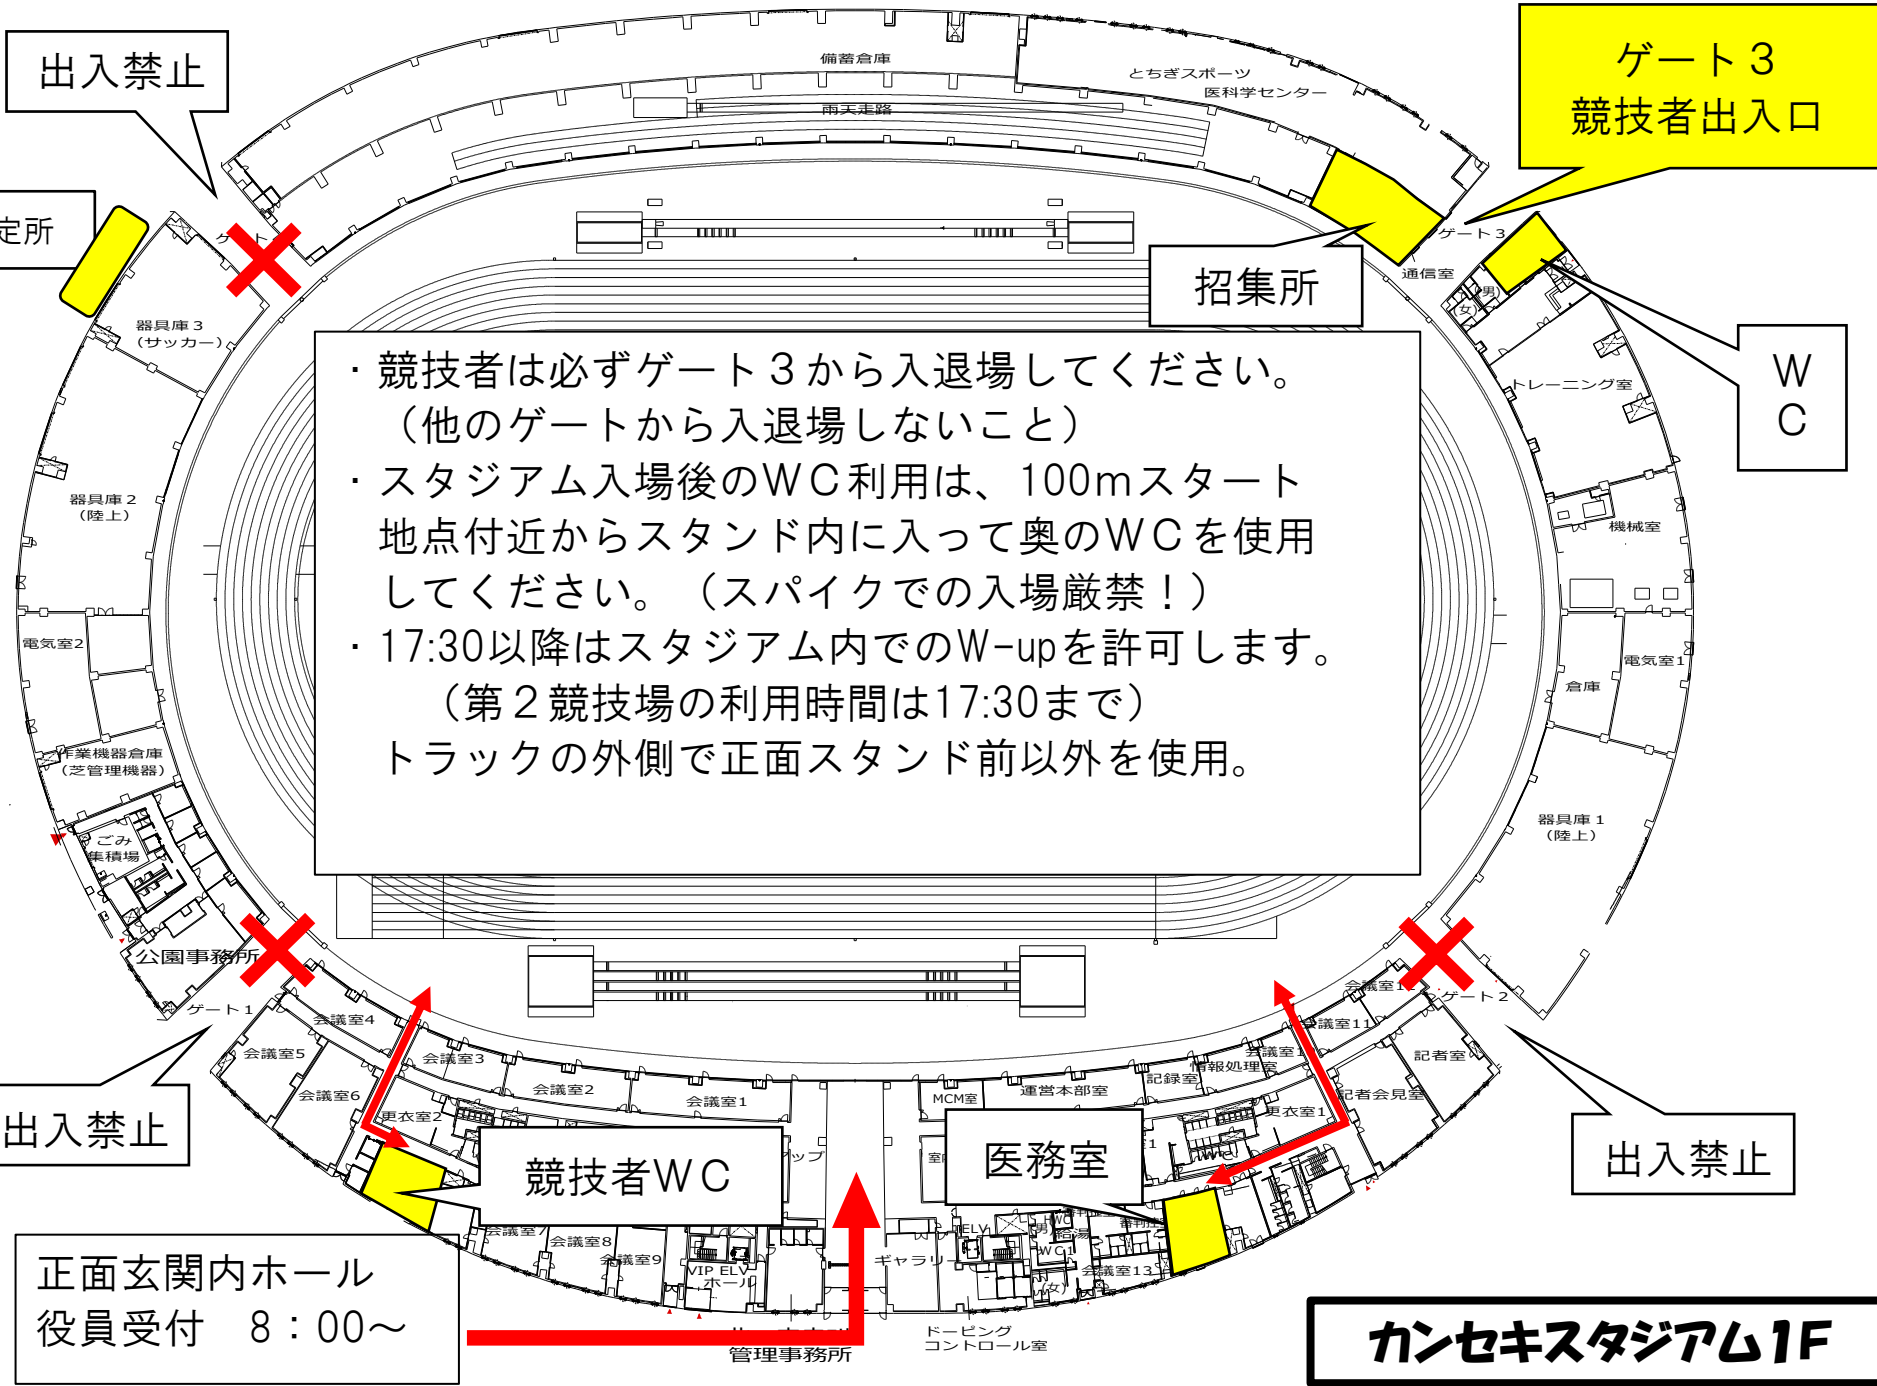 出入禁止
ゲート３
競技者出入口
備蓄倉庫
とちぎスポーツ
医科学センター
雨天走路
定所
ゲート3
通信室
招集所
(男)
(女)
WC
器具庫３
(サッカー)
トレーニング室
・競技者は必ずゲート３から入退場してください。
（他のゲートから入退場しないこと）
・スタジアム入場後のＷＣ利用は、100mスタート
地点付近からスタンド内に入って奥のＷＣを使用
してください。（スパイクでの入場厳禁！）
・17:30以降はスタジアム内でのW-upを許可します。
（第２競技場の利用時間は17:30まで）
トラックの外側で正面スタンド前以外を使用。
器具庫２
(陸上)
機械室
電気室2
電気室1
倉庫
作業機器倉庫
(芝管理機器)
器具庫１
(陸上)
ごみ
集積場
公園事務所
ゲート１
ゲート２
会議室4
会議室11
会議室5
会議室3
会議室2
会議室1
会議室6
更衣室2
MCM室
運営本部室
記録室
情報処理室
記者室
記者会見室
更衣室1
出入禁止
競技者ＷＣ
医務室
出入禁止
会議室7
会議室8
会議室9
VIP ELV
ホール
ギャラリー
ELV
HWC
給湯
WC1
(女)
会議室13
正面玄関内ホール
役員受付　8：00～
管理事務所
ドーピング
コントロール室
カンセキスタジアム1F